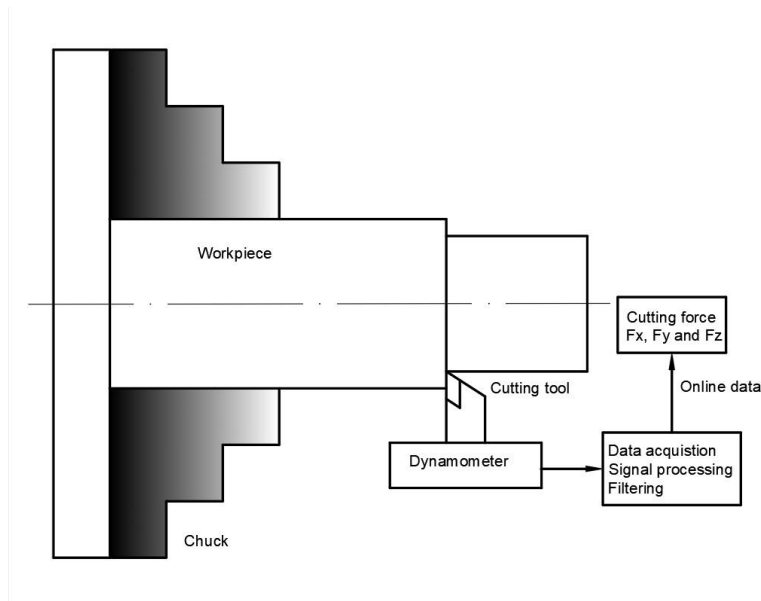 Workpiece
Cutting force
Fx, Fy and Fz
Cutting tool
Online data
Dynamometer
Data acquistion
Signal processing
Filtering
Chuck